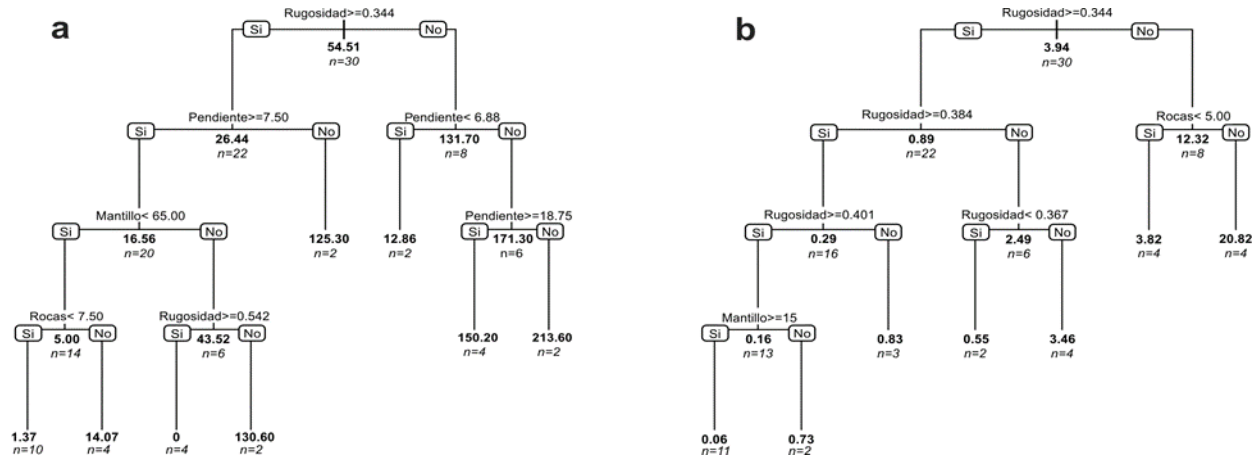 a
Rugosidad>=0.344
Si
No
54.51
n=30
Pendiente>=7.50
Si
No
26.44
n=22
Pendiente< 6.88
Si
No
131.70
n=8
Mantillo< 65.00
Si
No
16.56
n=20
125.30
n=2
12.86
n=2
Pendiente>=18.75
Si
No
171.30
n=6
Rocas< 7.50
Si
No
5.00
n=14
Rugosidad>=0.542
Si
No
43.52
n=6
150.20
n=4
213.60
n=2
1.37
n=10
14.07
n=4
0
n=4
130.60
n=2
b
Rugosidad>=0.344
Si
No
3.94
n=30
Rugosidad>=0.384
Si
No
0.89
n=22
Rocas< 5.00
Si
No
12.32
n=8
Rugosidad>=0.401
Si
No
0.29
n=16
Rugosidad< 0.367
Si
No
2.49
n=6
3.82
n=4
20.82
n=4
Mantillo>=15
Si
No
0.16
n=13
0.83
n=3
0.55
n=2
3.46
n=4
0.06
n=11
0.73
n=2